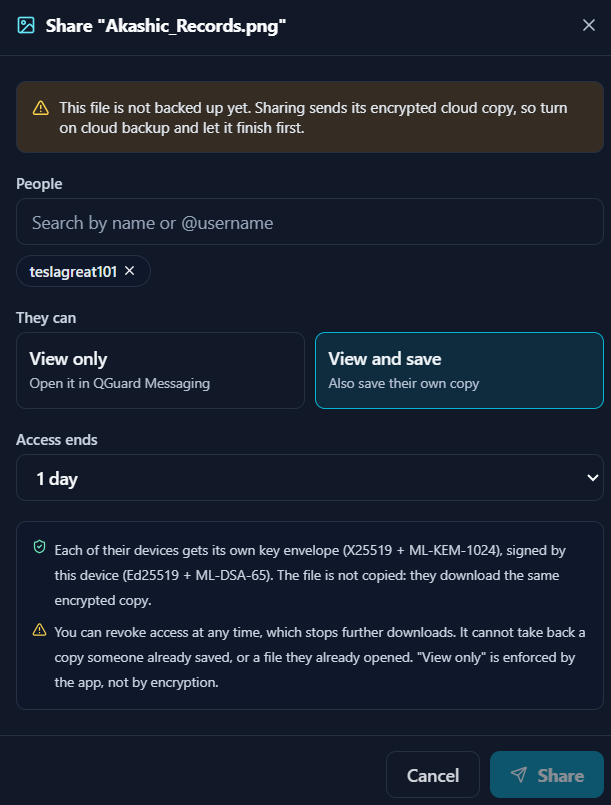 Share "Akashic_Records.png"
This file is not backed up yet. Sharing sends its encrypted cloud copy, so turn
on cloud backup and let it finish first.
People
Search by name or @username
teslagreat101
They can
View only
Open it in QGuard Messaging
View and save
Also save their own copy
Access ends
1 day
Each of their devices gets its own key envelope (X25519 + ML-KEM-1024), signed by
this device (Ed25519 + ML-DSA-65). The file is not copied: they download the same
encrypted copy.
You can revoke access at any time, which stops further downloads. It cannot take back a
copy someone already saved, or a file they already opened. "View only" is enforced by
the app, not by encryption.
Cancel
Share